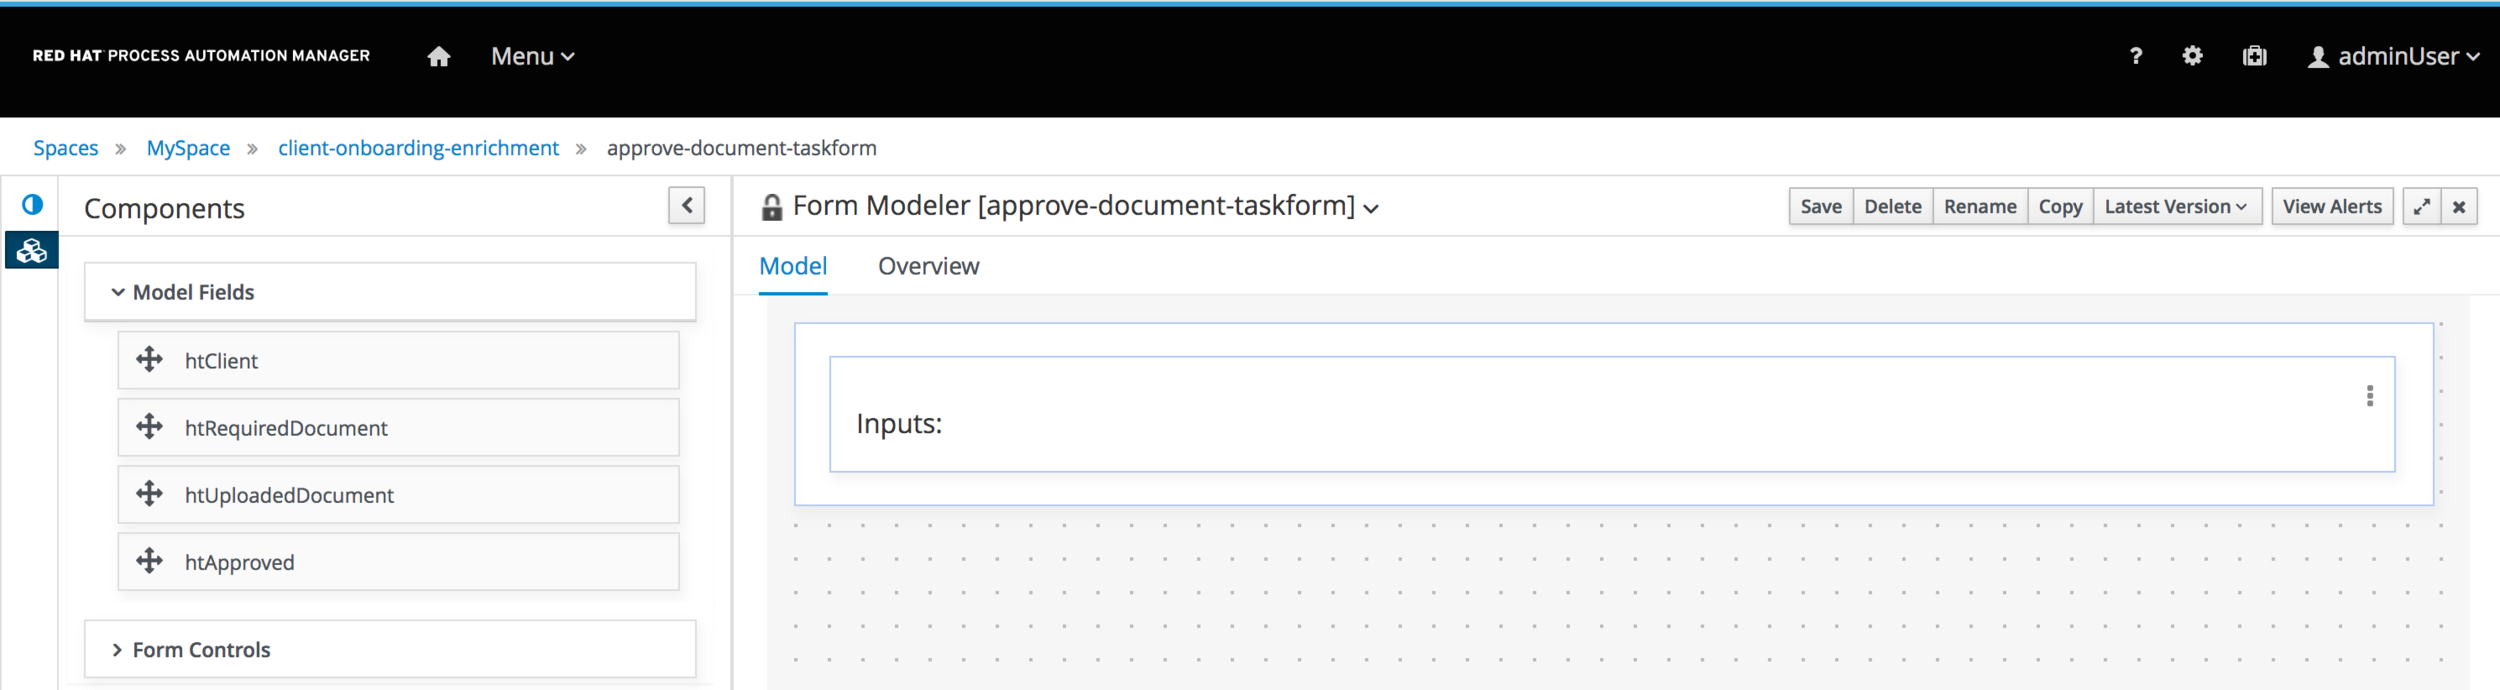 RED HAT PROCESS AUTOMATION MANAGER Menu ? adminUser
Spaces » MySpace » client-onboarding-enrichment » approve-document-taskform
Components
Form Modeler [approve-document-taskform]
Save Delete Rename Copy Latest Version View Alerts
Model Overview
Model Fields
htClient
htRequiredDocument
htUploadedDocument
htApproved
Form Controls
Inputs: